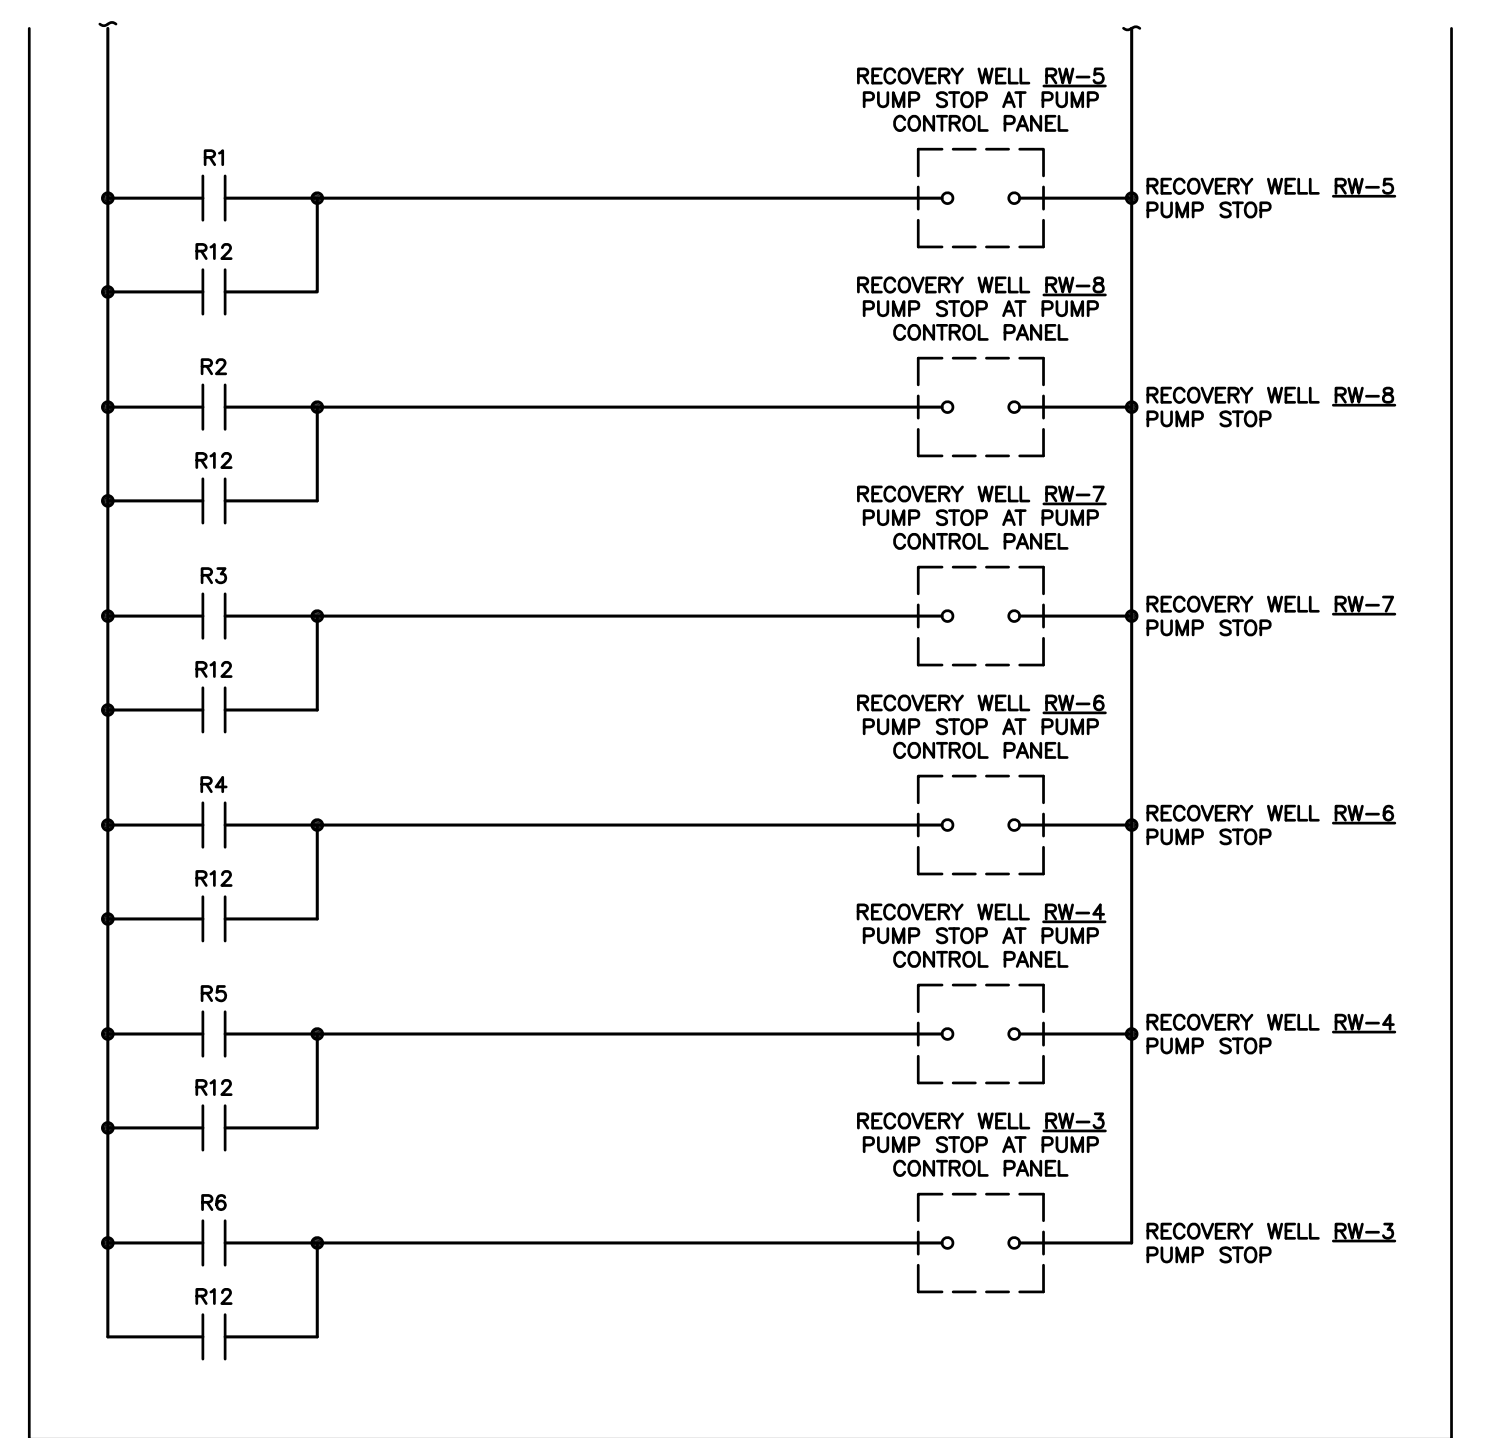 RECOVERY WELL RW-5
PUMP STOP AT PUMP
CONTROL PANEL
R1
RECOVERY WELL RW-5
PUMP STOP
R12
RECOVERY WELL RW-8
PUMP STOP AT PUMP
CONTROL PANEL
R2
RECOVERY WELL RW-8
PUMP STOP
R12
RECOVERY WELL RW-7
PUMP STOP AT PUMP
CONTROL PANEL
R3
RECOVERY WELL RW-7
PUMP STOP
R12
RECOVERY WELL RW-6
PUMP STOP AT PUMP
CONTROL PANEL
R4
RECOVERY WELL RW-6
PUMP STOP
R12
RECOVERY WELL RW-4
PUMP STOP AT PUMP
CONTROL PANEL
R5
RECOVERY WELL RW-4
PUMP STOP
R12
RECOVERY WELL RW-3
PUMP STOP AT PUMP
CONTROL PANEL
R6
RECOVERY WELL RW-3
PUMP STOP
R12